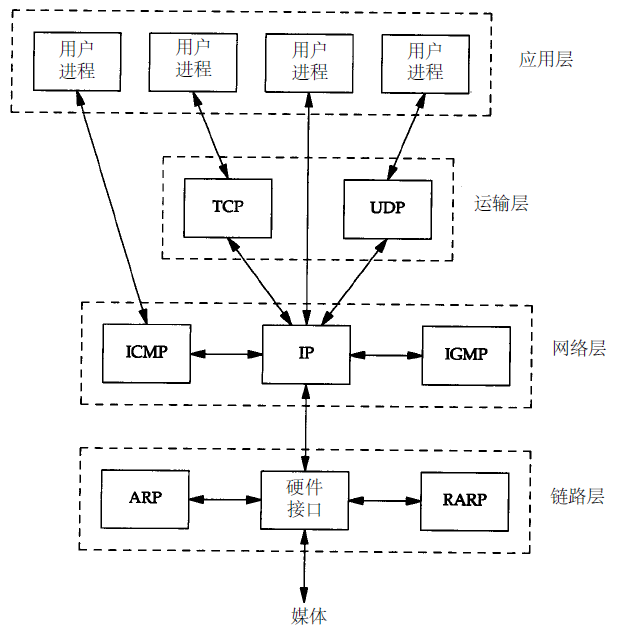 用户
进程
用户
进程
用户
进程
用户
进程
应用层
TCP
UDP
运输层
ICMP
IP
IGMP
网络层
ARP
硬件
接口
RARP
链路层
媒体